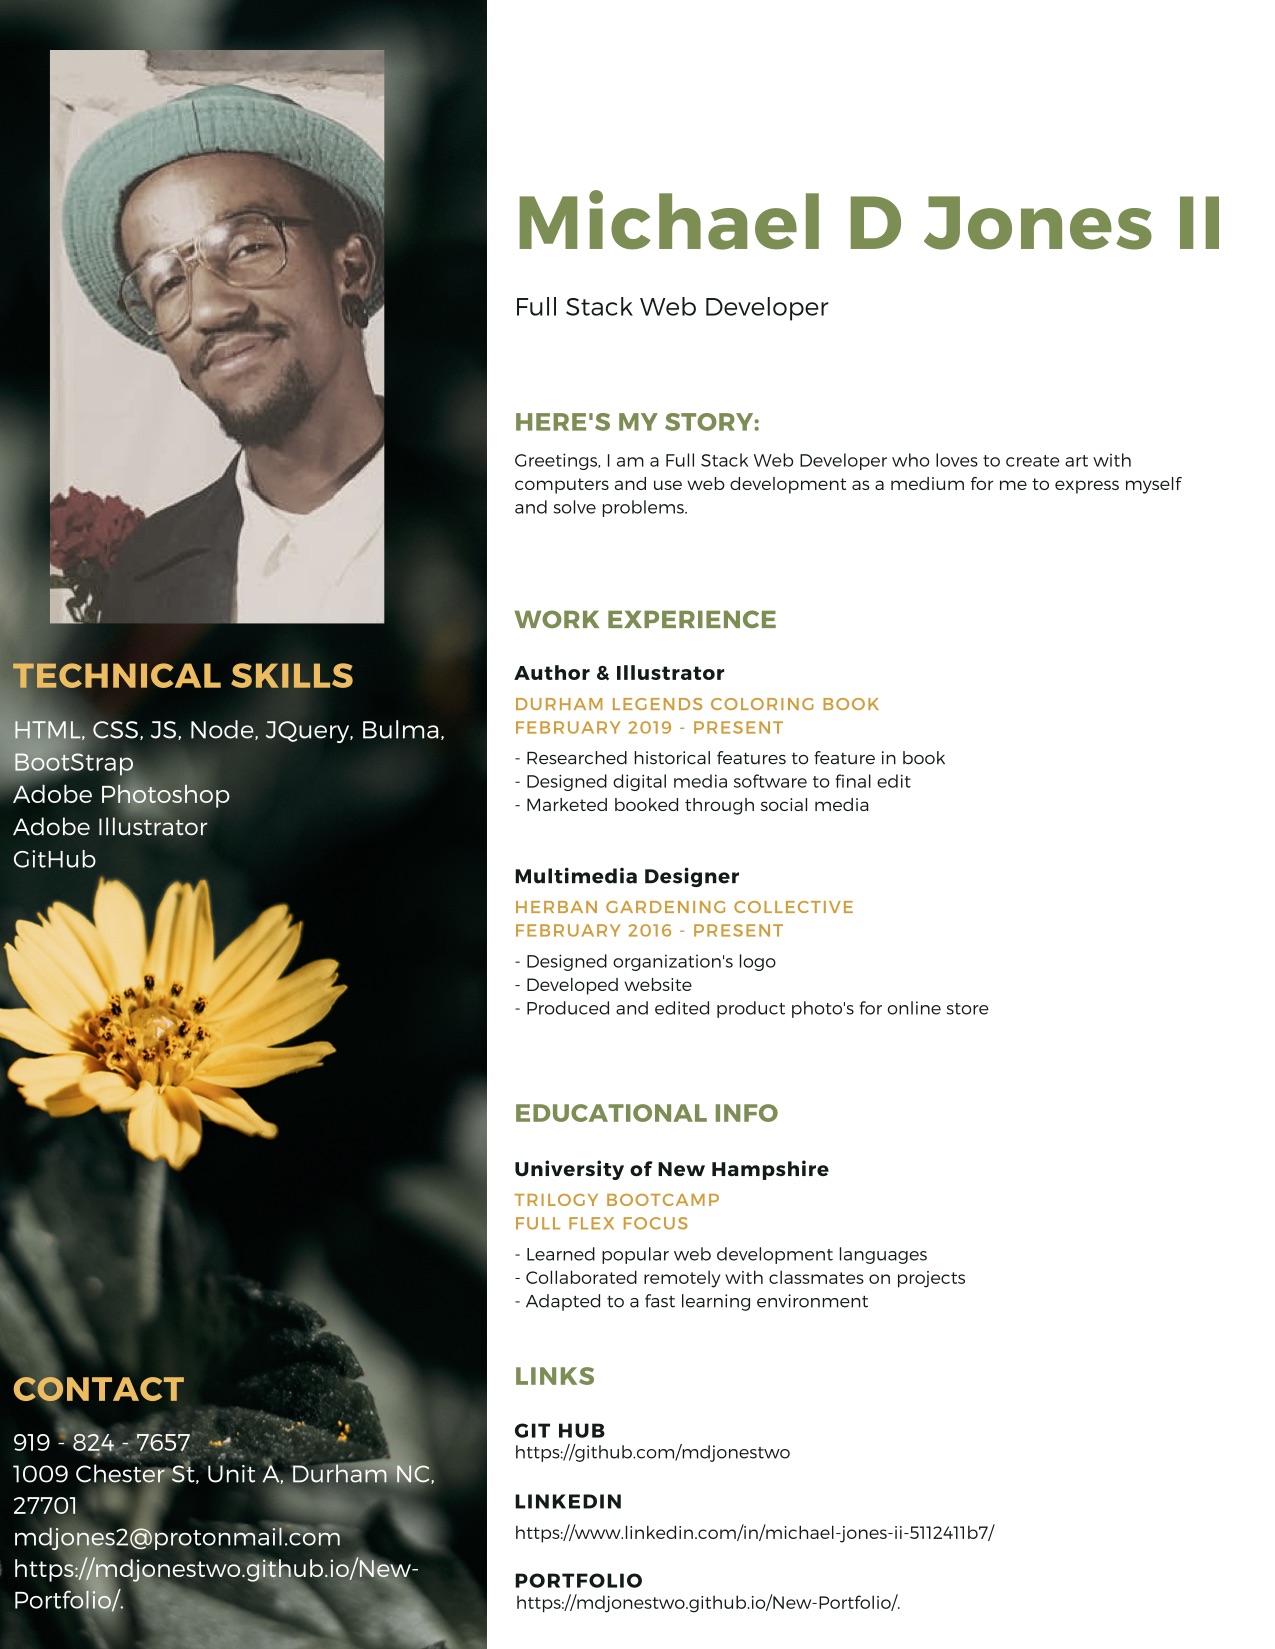 Michael D Jones II
Full Stack Web Developer
HERE'S MY STORY:
Greetings, I am a Full Stack Web Developer who loves to create art with
computers and use web development as a medium for me to express myself
and solve problems.
WORK EXPERIENCE
Author & Illustrator
DURHAM LEGENDS COLORING BOOK
FEBRUARY 2019 - PRESENT
- Researched historical features to feature in book
- Designed digital media software to final edit
- Marketed booked through social media
Multimedia Designer
HERBAN GARDENING COLLECTIVE
FEBRUARY 2016 - PRESENT
- Designed organization's logo
- Developed website
- Produced and edited product photo's for online store
EDUCATIONAL INFO
University of New Hampshire
TRILOGY BOOTCAMP
FULL FLEX FOCUS
- Learned popular web development languages
- Collaborated remotely with classmates on projects
- Adapted to a fast learning environment
LINKS
GIT HUB
https://github.com/mdjonestwo
LINKEDIN
https://www.linkedin.com/in/michael-jones-ii-5112411b7/
PORTFOLIO
https://mdjonestwo.github.io/New-Portfolio/.
TECHNICAL SKILLS
HTML, CSS, JS, Node, JQuery, Bulma,
BootStrap
Adobe Photoshop
Adobe Illustrator
GitHub
CONTACT
919 - 824 - 7657
1009 Chester St, Unit A, Durham NC,
27701
mdjones2@protonmail.com
https://mdjonestwo.github.io/New-
Portfolio/.